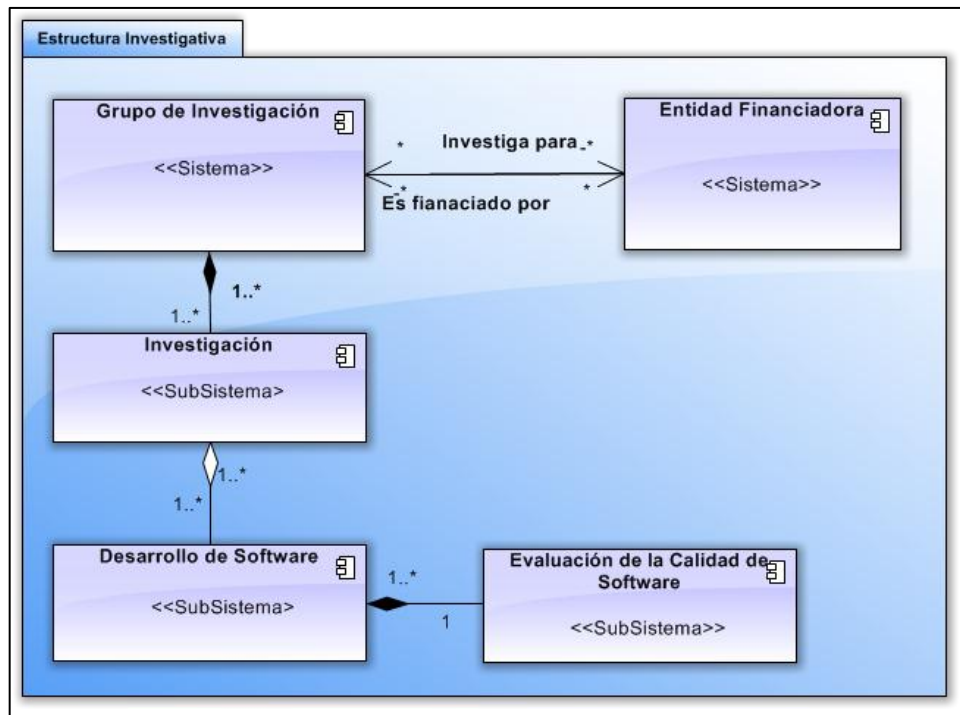 Estructura Investigativa
Grupo de Investigación
<<Sistema>>
Entidad Financiadora
<<Sistema>>
* Investiga para -*
-* *
Es fianaciado por
1..*
1..*
Investigación
<<SubSistema>
1..*
1..*
Desarrollo de Software
<<SubSistema>
1..*
1
Evaluación de la Calidad de
Software
<<SubSistema>>